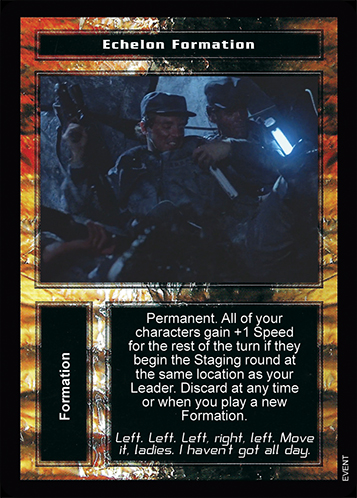 Echelon Formation
Formation
Permanent. All of your
characters gain +1 Speed
for the rest of the turn if they
begin the Staging round at
the same location as your
Leader. Discard at any time
or when you play a new
Formation.
Left. Left. Left, right, left. Move
it, ladies. I haven't got all day.
EVENT